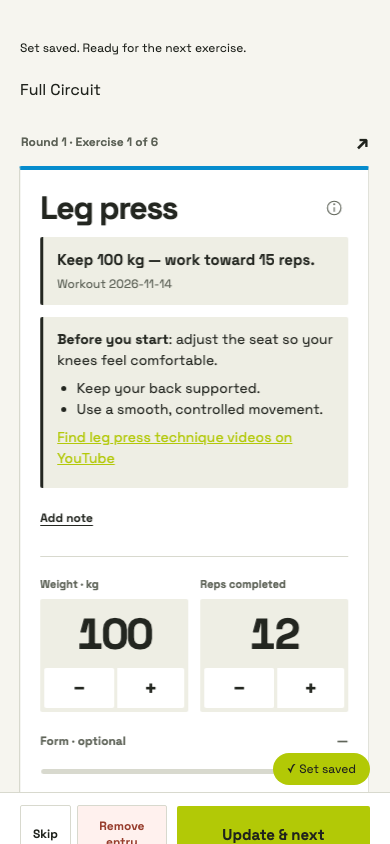 Set saved. Ready for the next exercise.
Full Circuit
Round 1 · Exercise 1 of 6
Leg press
Keep 100 kg — work toward 15 reps.
Workout 2026-11-14
Before you start: adjust the seat so your
knees feel comfortable.
• Keep your back supported.
• Use a smooth, controlled movement.
Find leg press technique videos on
YouTube
Add note
Weight · kg
Reps completed
100
12
− +
− +
Form · optional
—
✓ Set saved
Skip
Remove
entry
Update & next